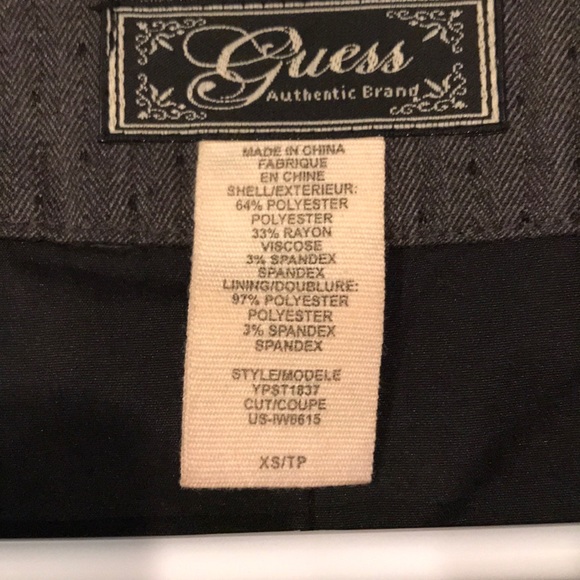 Guess
Authentic Brand
MADE IN CHINA
FABRIQUE
EN CHINE
SHELL/EXTERIEUR:
64% POLYESTER
POLYESTER
33% RAYON
VISCOSE
3% SPANDEX
SPANDEX
LINING/DOUBLURE:
97% POLYESTER
POLYESTER
3% SPANDEX
SPANDEX
STYLE/MODELE
YPST1837
CUT/COUPE
US-IW6615
XS/TP